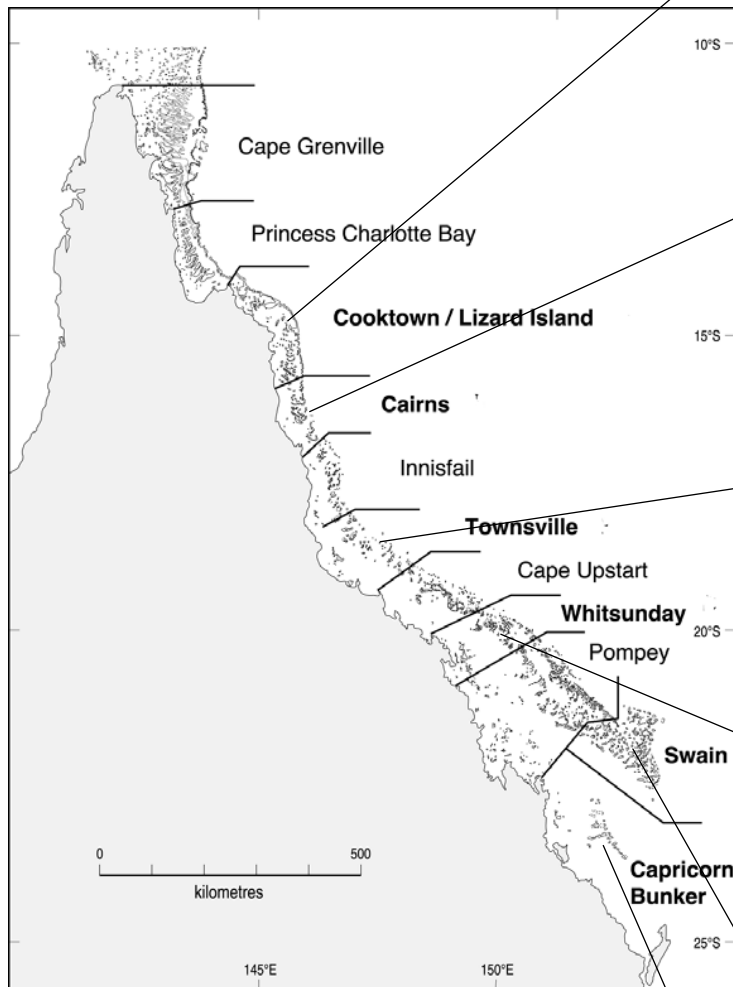 10°S
Cape Grenville
Princess Charlotte Bay
Cooktown / Lizard Island
15°S
Cairns
Innisfail
Townsville
Cape Upstart
Whitsunday
20°S
Pompey
Swain
0 500
kilometres
Capricorn
Bunker
25°S
145°E 150°E